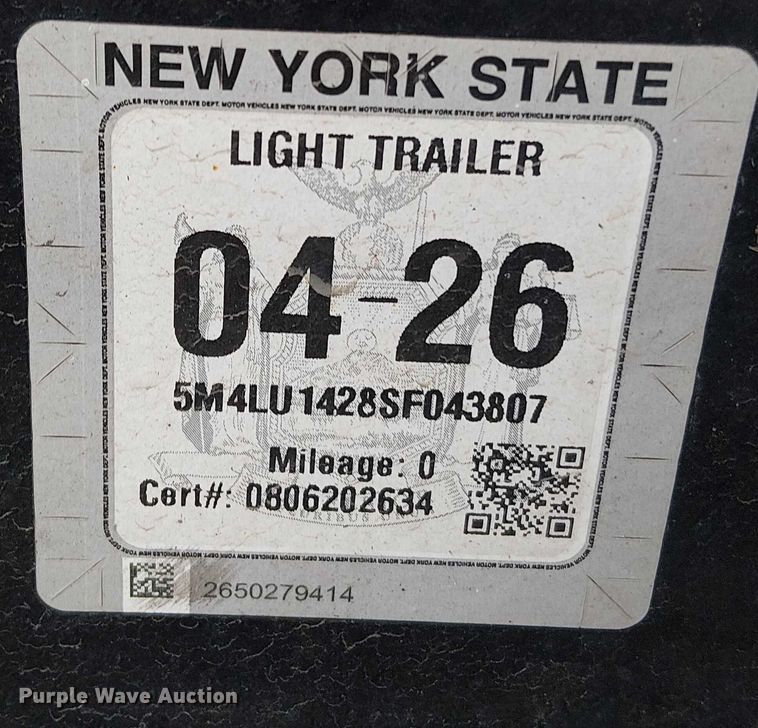 NEW YORK STATE
LIGHT TRAILER
04-26
5M4LU1428SF043807
Mileage: 0
Cert#: 0806202634
2650279414
Purple Wave Auction